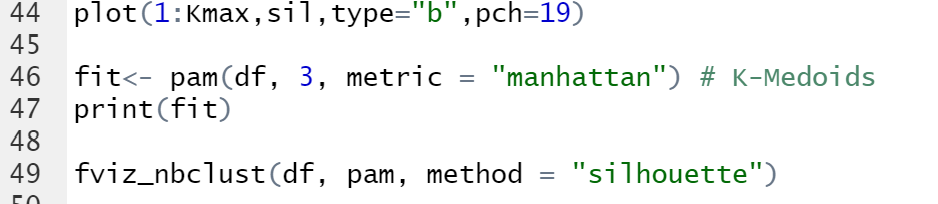 44 plot(1:Kmax,sil,type="b",pch=19)
45
46 fit<- pam(df, 3, metric = "manhattan") # K-Medoids
47 print(fit)
48
49 fviz_nbclust(df, pam, method = "silhouette")
50